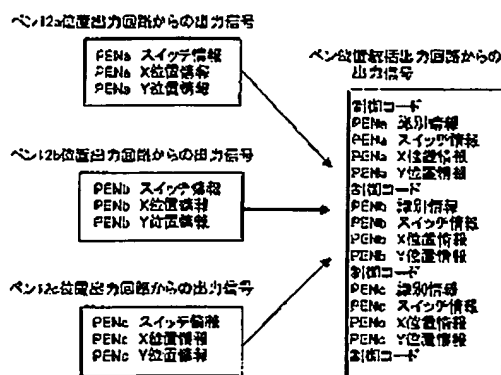 ペン12a位置出力回路からの出力信号
PENa スイッチ情報
PENa X位置情報
PENa Y位置情報
ペン12b位置出力回路からの出力信号
PENb スイッチ情報
PENb X位置情報
PENb Y位置情報
ペン12c位置出力回路からの出力信号
PENc スイッチ情報
PENc X位置情報
PENc Y位置情報
ペン位置統括出力回路からの
出力信号
制御コード
PENa 識別情報
PENa スイッチ情報
PENa X位置情報
PENa Y位置情報
制御コード
PENb 識別情報
PENb スイッチ情報
PENb X位置情報
PENb Y位置情報
制御コード
PENc 識別情報
PENc スイッチ情報
PENc X位置情報
PENc Y位置情報
制御コード